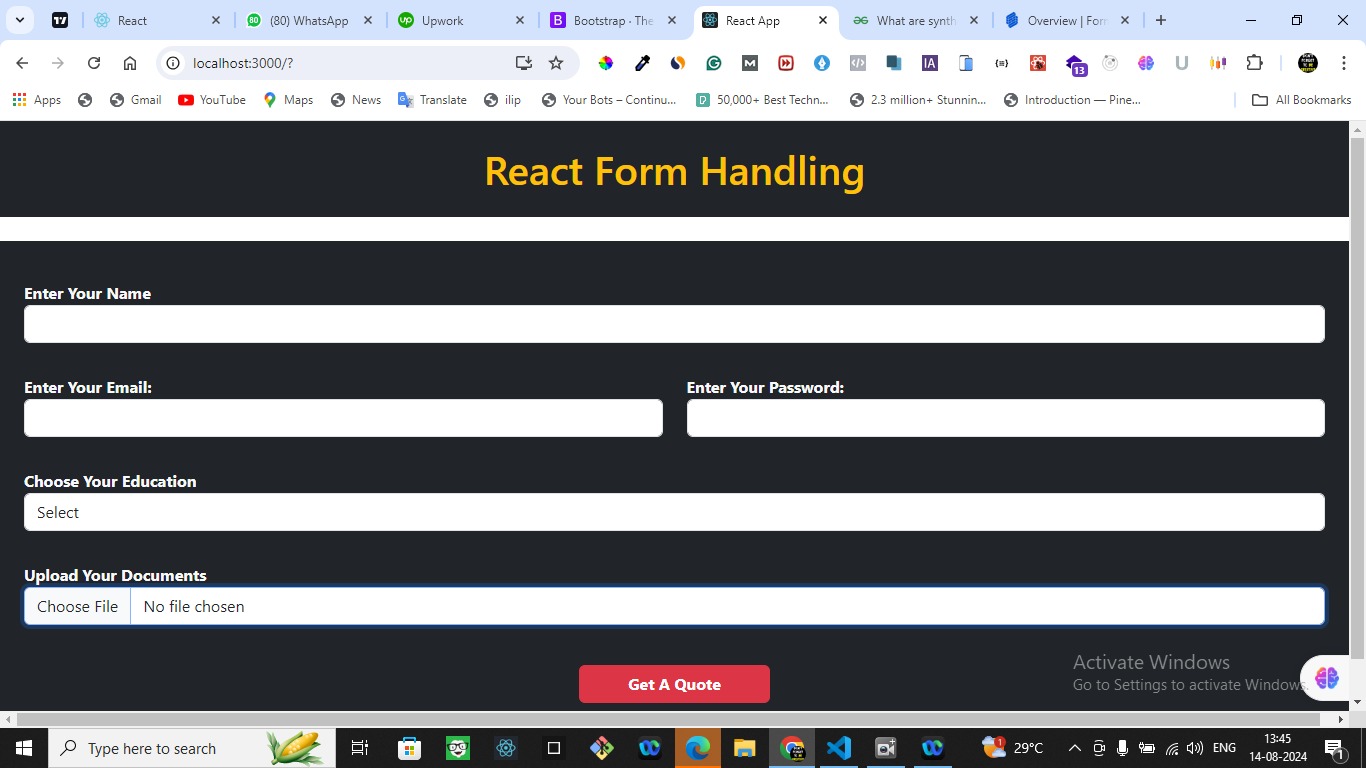 React
(80) WhatsApp
Upwork
Bootstrap · The
React App
What are synth
Overview | Forn
localhost:3000/?
13
Apps
Gmail
YouTube
Maps
News
Translate
ilip
Your Bots – Continu...
50,000+ Best Techn...
2.3 million+ Stunnin...
Introduction — Pine...
All Bookmarks
React Form Handling
Enter Your Name
Enter Your Email:
Enter Your Password:
Choose Your Education
Select
Upload Your Documents
Choose File No file chosen
Get A Quote
Activate Windows
Go to Settings to activate Windows.
Type here to search
29°C
ENG
13:45
14-08-2024
1